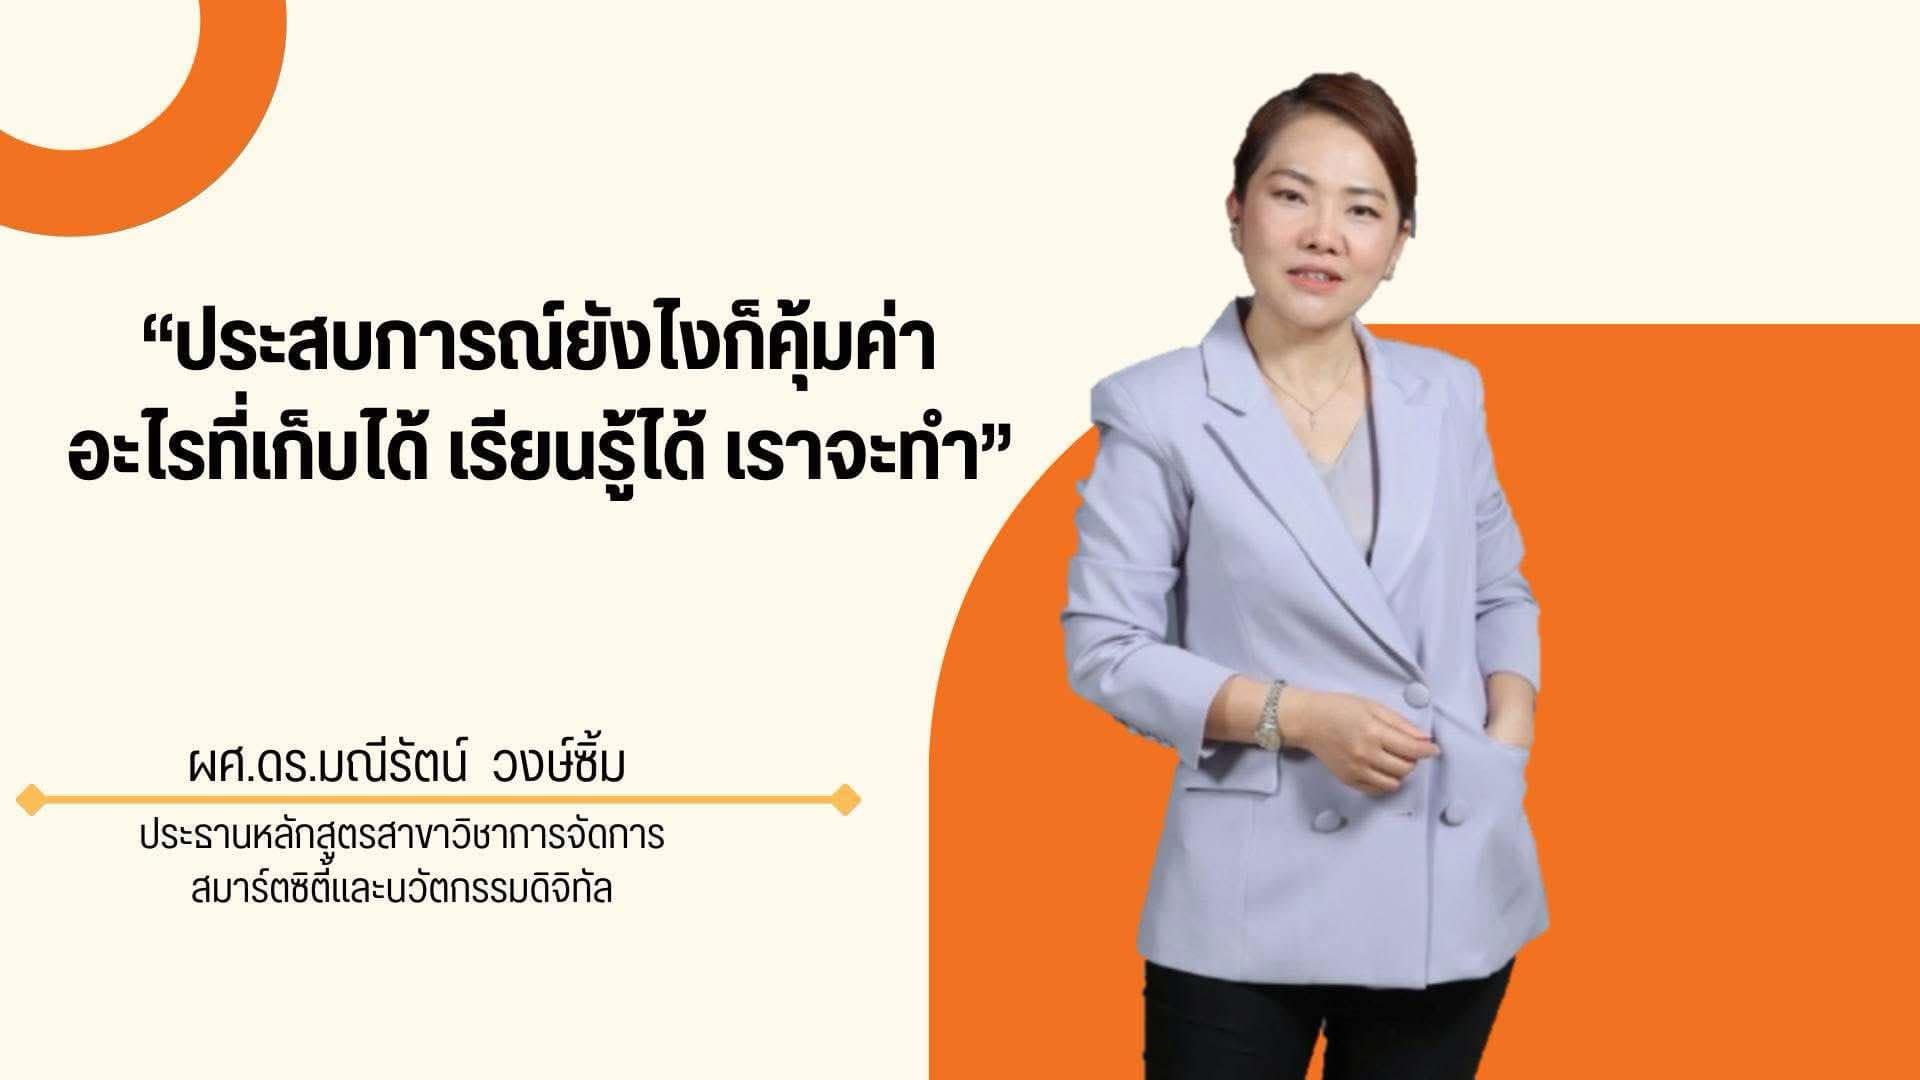 “ประสบการณ์ยังไงก็คุ้มค่า
อะไรที่เก็บได้ เรียนรู้ได้ เราจะทำ”
ผศ.ดร.มณีรัตน์ วงษ์ซิ้ม
ประธานหลักสูตรสาขาวิชาการจัดการ
สมาร์ตซิตี้และนวัตกรรมดิจิทัล